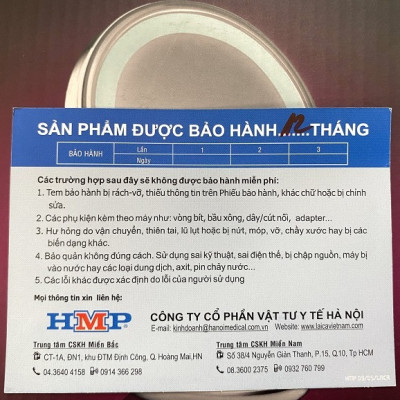 SẢN PHẨM ĐƯỢC BẢO HÀNH...12...THÁNG
BẢO HÀNH Lần 1 2 3
Ngày
Các trường hợp sau đây sẽ không được bảo hành miễn phí:
1. Tem bảo hành bị rách-vỡ, thiếu thông tin trên Phiếu bảo hành, khác chữ hoặc bị chỉnh
sửa.
2. Các phụ kiện kèm theo máy như: vòng bít, bầu xông, dây/cút nối, adapter...
3. Hư hỏng do vận chuyển, thiên tai, lũ lụt hoặc bị nứt, móp, vỡ, chầy xước hay bị các
biến dạng khác.
4. Bảo quản không đúng cách. Sử dụng sai kỹ thuật, sai điện thế, bị chập nguồn, máy bị
vào nước hay các loại dung dịch, axit, pin chảy nước...
5. Các lỗi khác được xác định do lỗi của người sử dụng
Mọi thông tin xin liên hệ:
HMP
CÔNG TY CỔ PHẦN VẬT TƯ Y TẾ HÀ NỘI
E-mail: kinhdoanh@hanoimedical.com.vn Website: www.laicavietnam.com
Trung tâm CSKH Miền Bắc
CT-1A, ĐN1, khu ĐTM Định Công, Q. Hoàng Mai,HN
04.3640 4158 0914 366 298
Trung tâm CSKH Miền Nam
Số 38/4 Nguyễn Giản Thanh, P.15, Q.10, Tp HCM
08.3600 2375 0932 760 799